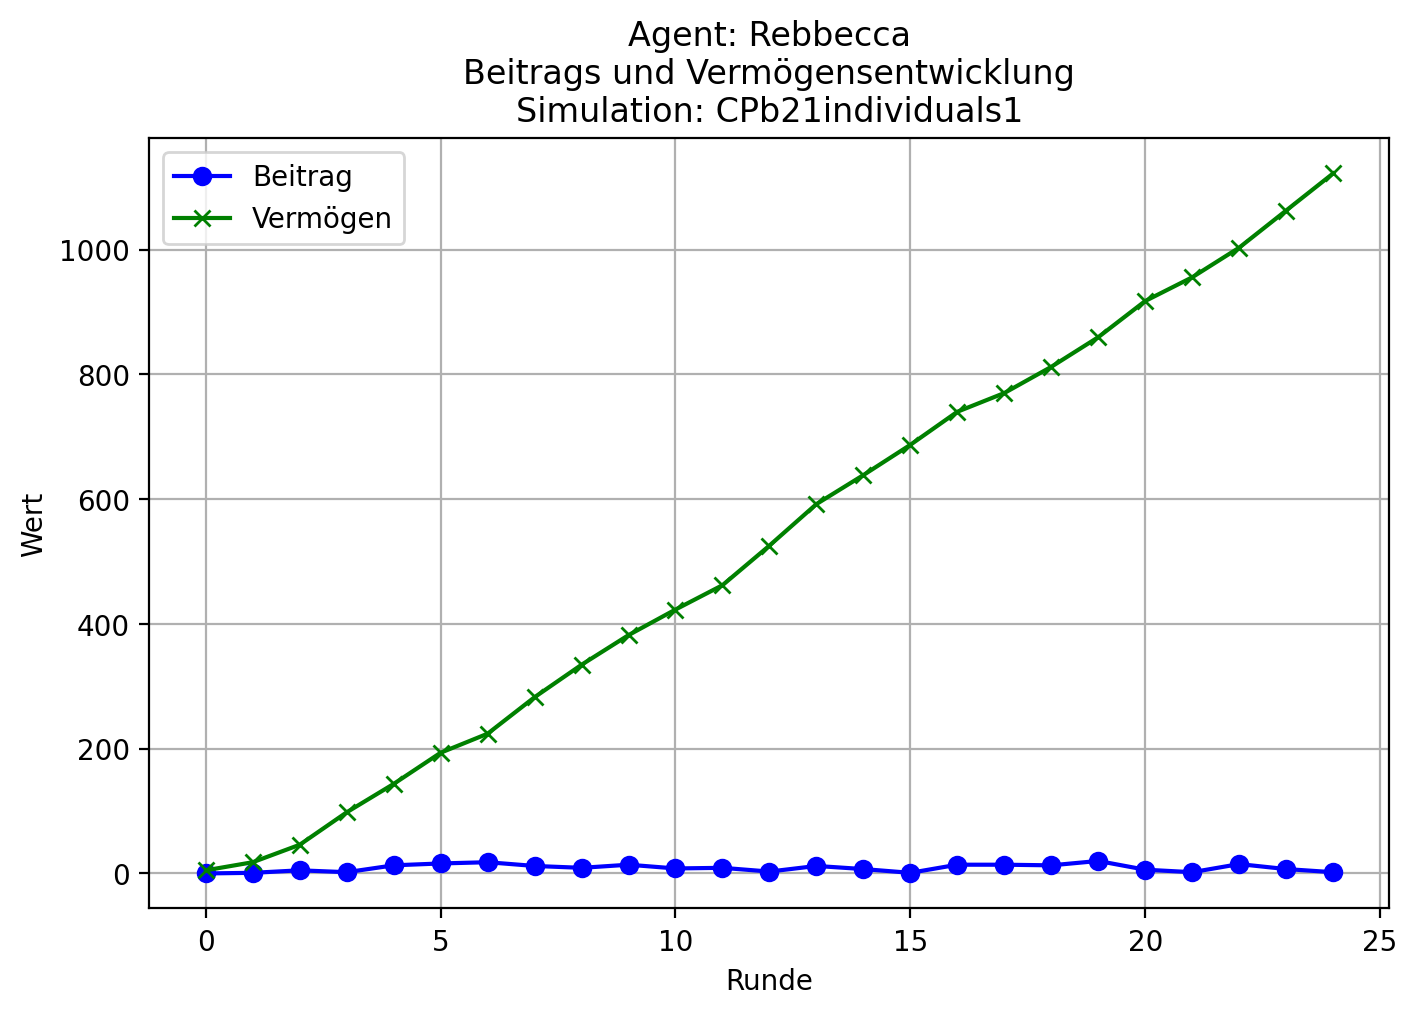 Agent: Rebbecca
Beitrags und Vermögensentwicklung
Simulation: CPb21individuals1
Beitrag
Vermögen
1000
800
600
400
200
0
Wert
0 5 10 15 20 25
Runde